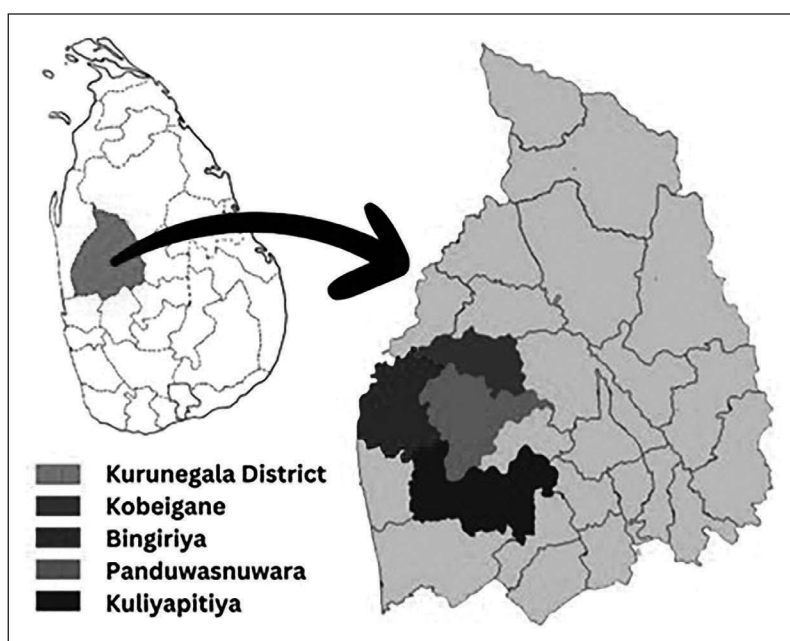 Kurunegala District
Kobeigane
Bingiriya
Panduwasnuwara
Kuliyapitiya